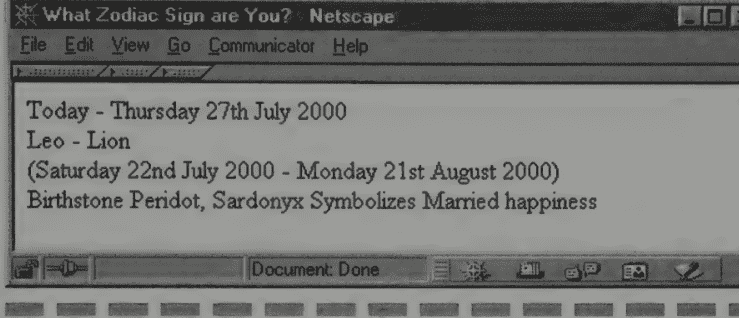 What Zodiac Sign are You? - Netscape
File Edit View Go Communicator Help
Today - Thursday 27th July 2000
Leo - Lion
(Saturday 22nd July 2000 - Monday 21st August 2000)
Birthstone Peridot, Sardonyx Symbolizes Married happiness
Document: Done